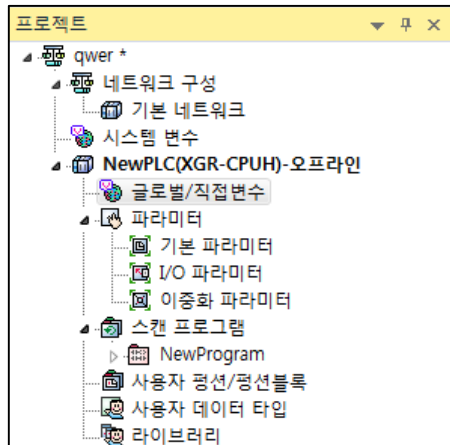 프로젝트
qwer *
네트워크 구성
기본 네트워크
시스템 변수
NewPLC(XGR-CPUH)-오프라인
글로벌/직접변수
파라미터
기본 파라미터
I/O 파라미터
이중화 파라미터
스캔 프로그램
NewProgram
사용자 펑션/펑션블록
사용자 데이터 타입
라이브러리